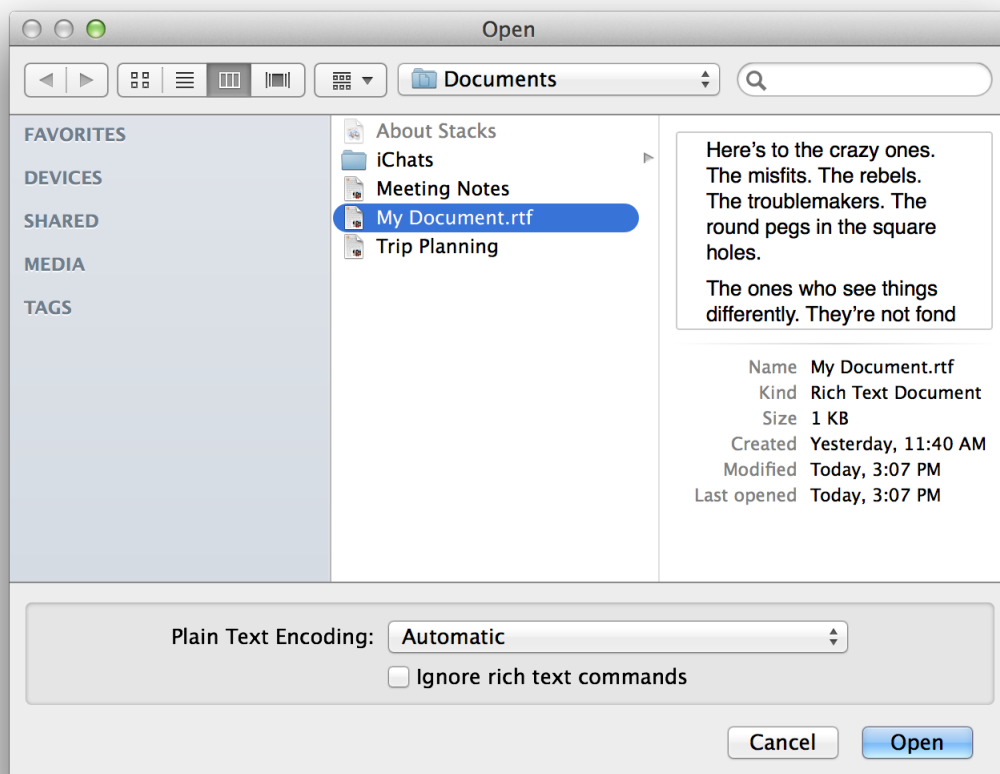 Open
Documents
FAVORITES
DEVICES
SHARED
MEDIA
TAGS
About Stacks
iChats
Meeting Notes
My Document.rtf
Trip Planning
Here’s to the crazy ones.
The misfits. The rebels.
The troublemakers. The
round pegs in the square
holes.
The ones who see things
differently. They’re not fond
Name My Document.rtf
Kind Rich Text Document
Size 1 KB
Created Yesterday, 11:40 AM
Modified Today, 3:07 PM
Last opened Today, 3:07 PM
Plain Text Encoding: Automatic
Ignore rich text commands
Cancel Open